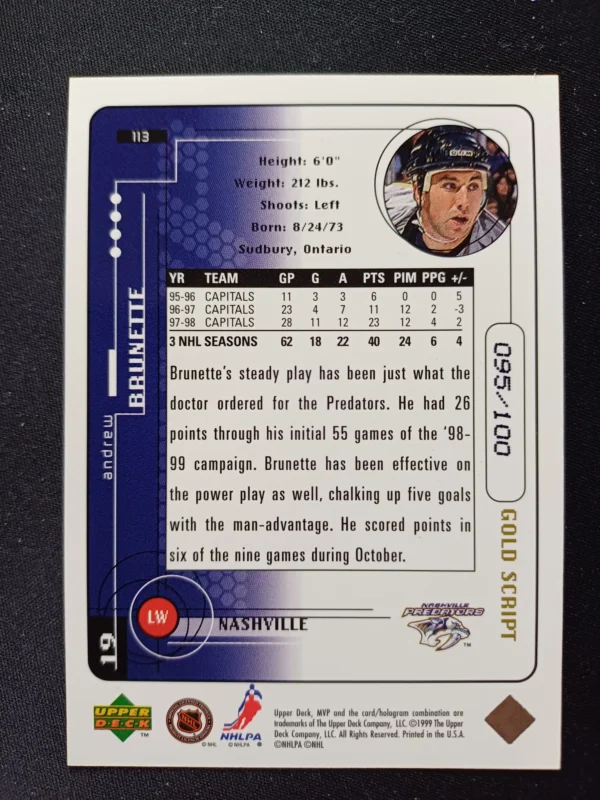 113
Height: 6'0"
Weight: 212 lbs.
Shoots: Left
Born: 8/24/73
Sudbury, Ontario
YR TEAM GP G A PTS PIM PPG +/-
95-96 CAPITALS 11 3 3 6 0 0 5
96-97 CAPITALS 23 4 7 11 12 2 -3
97-98 CAPITALS 28 11 12 23 12 4 2
3 NHL SEASONS 62 18 22 40 24 6 4
Brunette's steady play has been just what the
doctor ordered for the Predators. He had 26
points through his initial 55 games of the '98-
99 campaign. Brunette has been effective on
the power play as well, chalking up five goals
with the man-advantage. He scored points in
six of the nine games during October.
andrew
BRUNETTE
19
LW
NASHVILLE
095/100
GOLD SCRIPT
NASHVILLE
PREDATORS
TM
UPPER
DECK
TM
NHL
© NHL
NHLPA
© NHLPA
Upper Deck, MVP and the card/hologram combination are
trademarks of The Upper Deck Company, LLC. ©1999 The Upper
Deck Company, LLC. All Rights Reserved. Printed in the U.S.A.
©NHLPA ©NHL